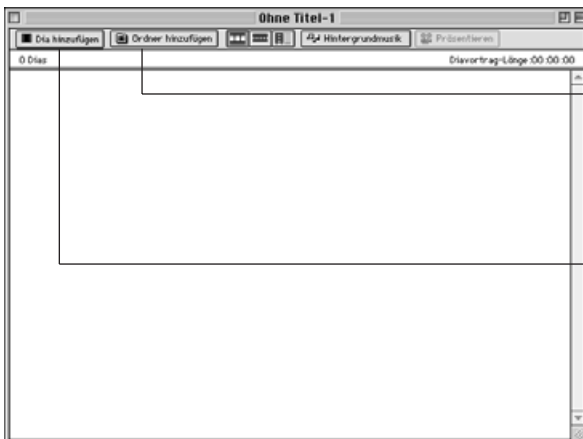 Ohne Titel-1
Dia hinzufügen Ordner hinzufügen Hintergrundmusik Präsentieren
0 Dias Diavortrag-Länge :00:00:00